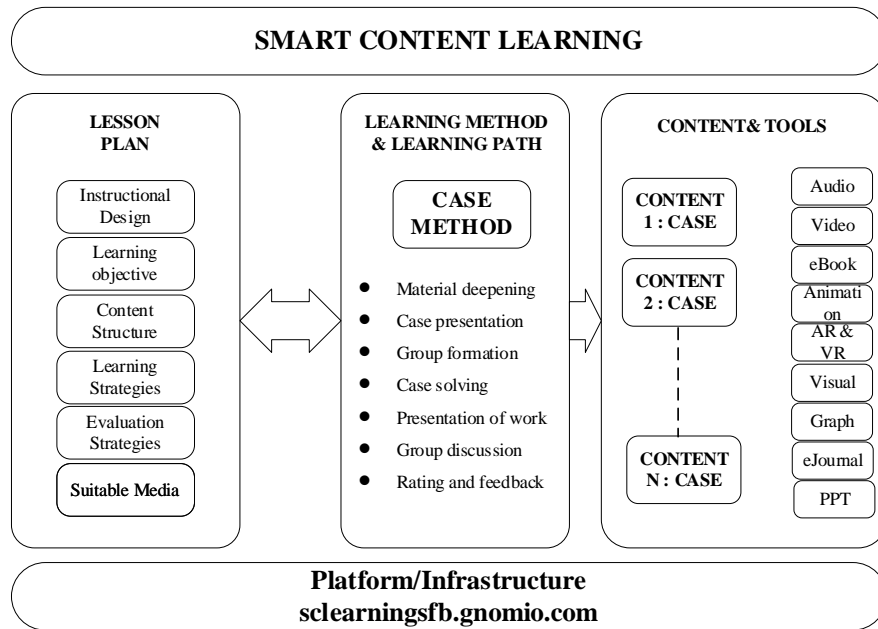 SMART CONTENT LEARNING
LESSON
PLAN
Instructional
Design
Learning
objective
Content
Structure
Learning
Strategies
Evaluation
Strategies
Suitable Media
LEARNING METHOD
& LEARNING PATH
CASE
METHOD
● Material deepening
● Case presentation
● Group formation
● Case solving
● Presentation of work
● Group discussion
● Rating and feedback
CONTENT& TOOLS
CONTENT
1 : CASE
CONTENT
2 : CASE
CONTENT
N : CASE
Audio
Video
eBook
Animati
on
AR &
VR
Visual
Graph
eJournal
PPT
Platform/Infrastructure
sclearningsfb.gnomio.com